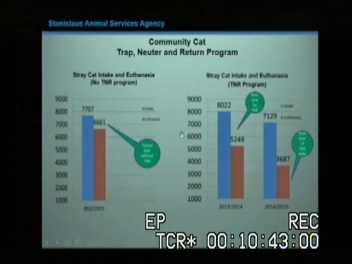 Stanislaus Animal Services Agency
Community Cat
Trap, Neuter and Return Program
Stray Cat Intake and Euthanasia
(No TNR program)
Stray Cat Intake and Euthanasia
(TNR Program)
9000
8000
7000
6000
5000
4000
3000
2000
1000
7707
6661
2012/2013
9000
8000
7000
6000
5000
4000
3000
2000
1000
8022
5248
7129
3687
2013/2014
2014/2015
EP
REC
TCR* 00:10:43:00